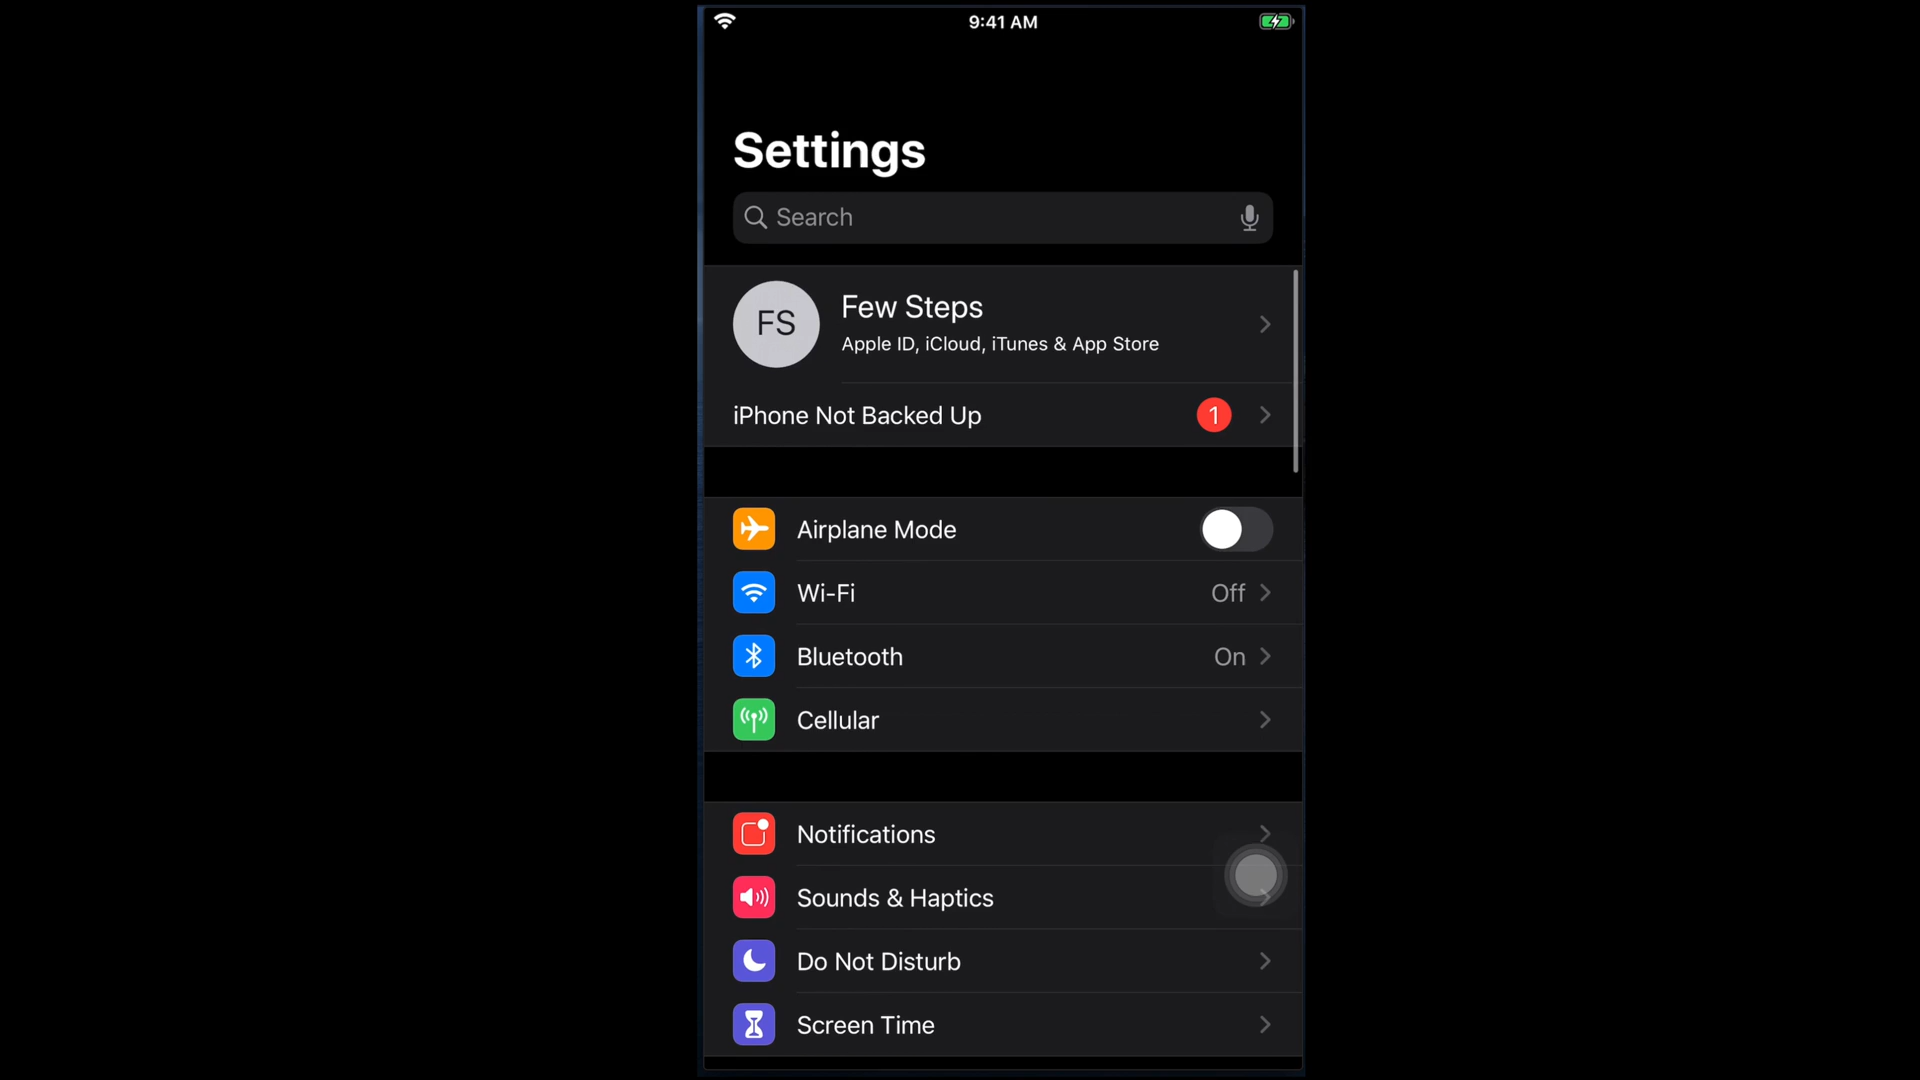 9:41 AM
Settings
Search
FS
Few Steps
Apple ID, iCloud, iTunes & App Store
iPhone Not Backed Up
1
Airplane Mode
Wi-Fi
Off
Bluetooth
On
Cellular
Notifications
Sounds & Haptics
Do Not Disturb
Screen Time